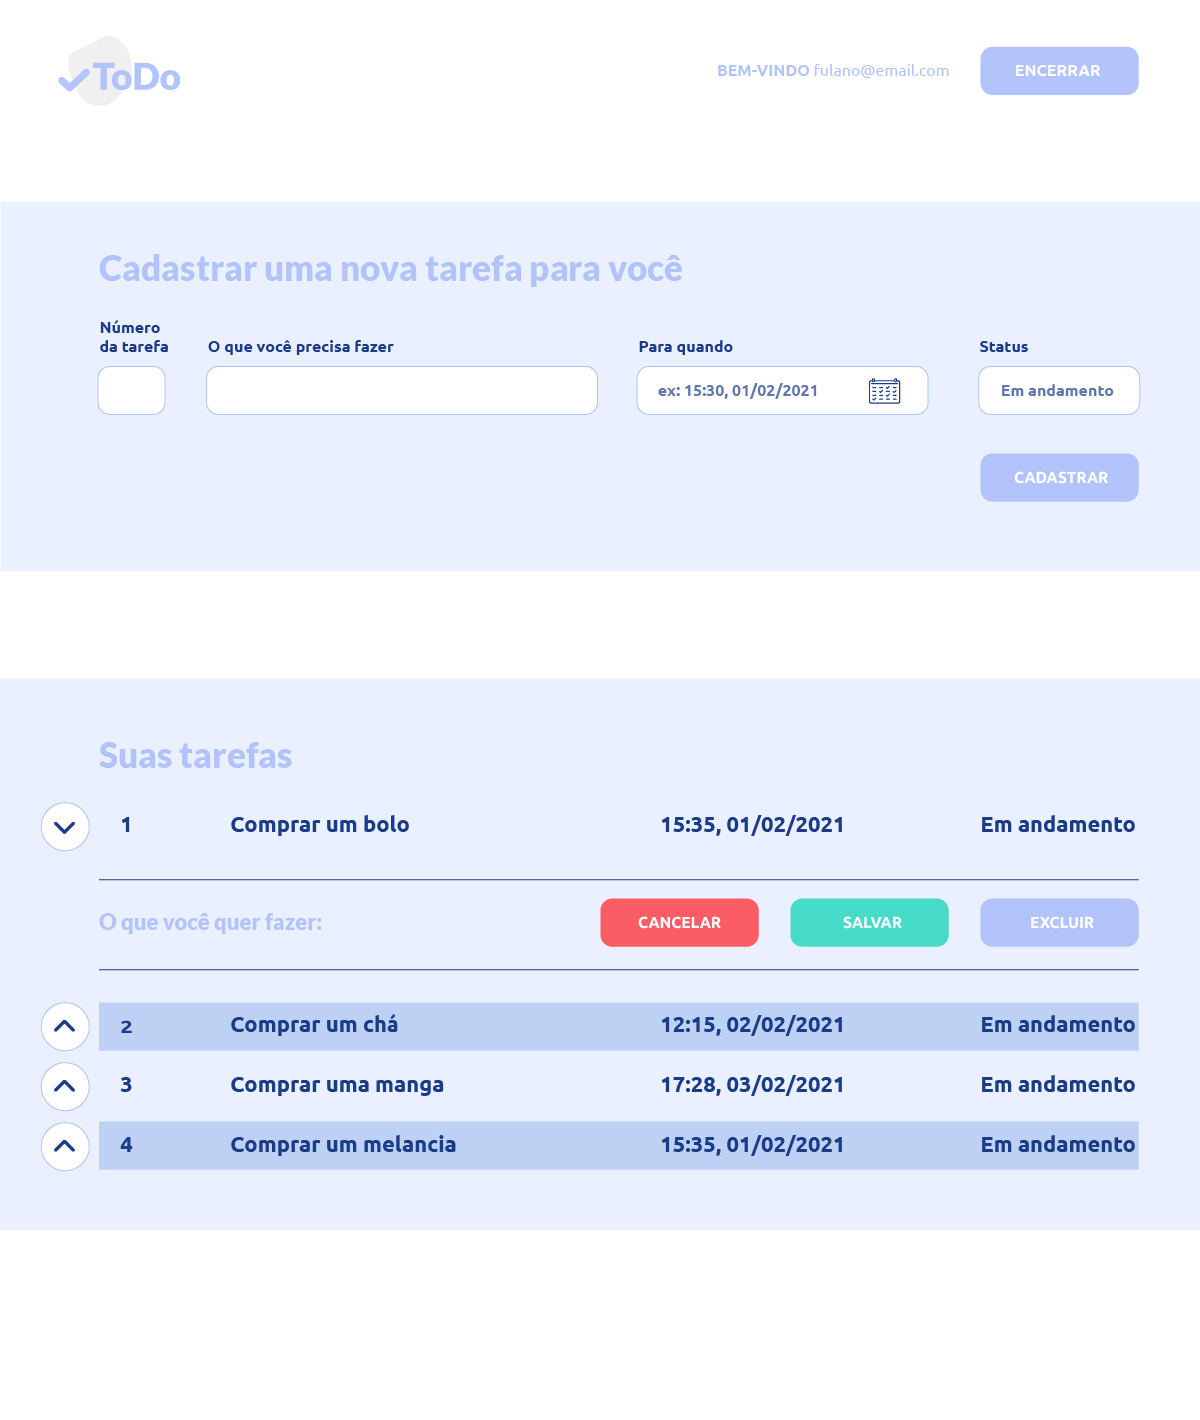 ToDo
BEM-VINDO fulano@email.com
ENCERRAR
Cadastrar uma nova tarefa para você
Número
da tarefa
O que você precisa fazer
Para quando
Status
ex: 15:30, 01/02/2021
Em andamento
CADASTRAR
Suas tarefas
1 Comprar um bolo 15:35, 01/02/2021 Em andamento
O que você quer fazer:
CANCELAR
SALVAR
EXCLUIR
2 Comprar um chá 12:15, 02/02/2021 Em andamento
3 Comprar uma manga 17:28, 03/02/2021 Em andamento
4 Comprar um melancia 15:35, 01/02/2021 Em andamento